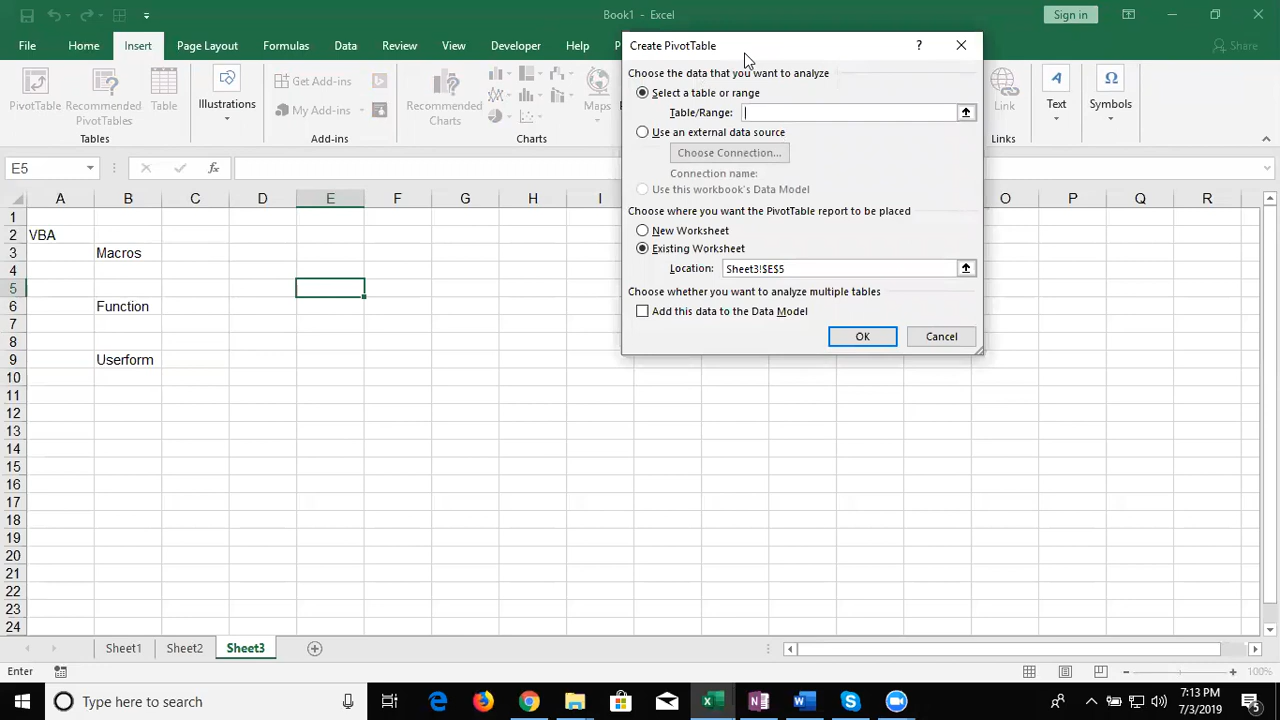 Book1 - Excel
Sign in
File Home Insert Page Layout Formulas Data Review View Developer Help P Share
PivotTable
Recommended PivotTables
Table
Tables
Illustrations
Get Add-ins
My Add-ins
Add-ins
Recommended Charts
Charts
Maps
Link
Links
Text
Symbols
E5
fx
A B C D E F G H I O P Q R
1
2 VBA
3 Macros
4
5
6 Function
7
8
9 Userform
10
11
12
13
14
15
16
17
18
19
20
21
22
23
24
Create PivotTable
?
Choose the data that you want to analyze
Select a table or range
Table/Range:
Use an external data source
Choose Connection...
Connection name:
Use this workbook's Data Model
Choose where you want the PivotTable report to be placed
New Worksheet
Existing Worksheet
Location: Sheet3!$E$5
Choose whether you want to analyze multiple tables
Add this data to the Data Model
OK Cancel
Sheet1 Sheet2 Sheet3
Enter
100%
Type here to search
7:13 PM
7/3/2019
5